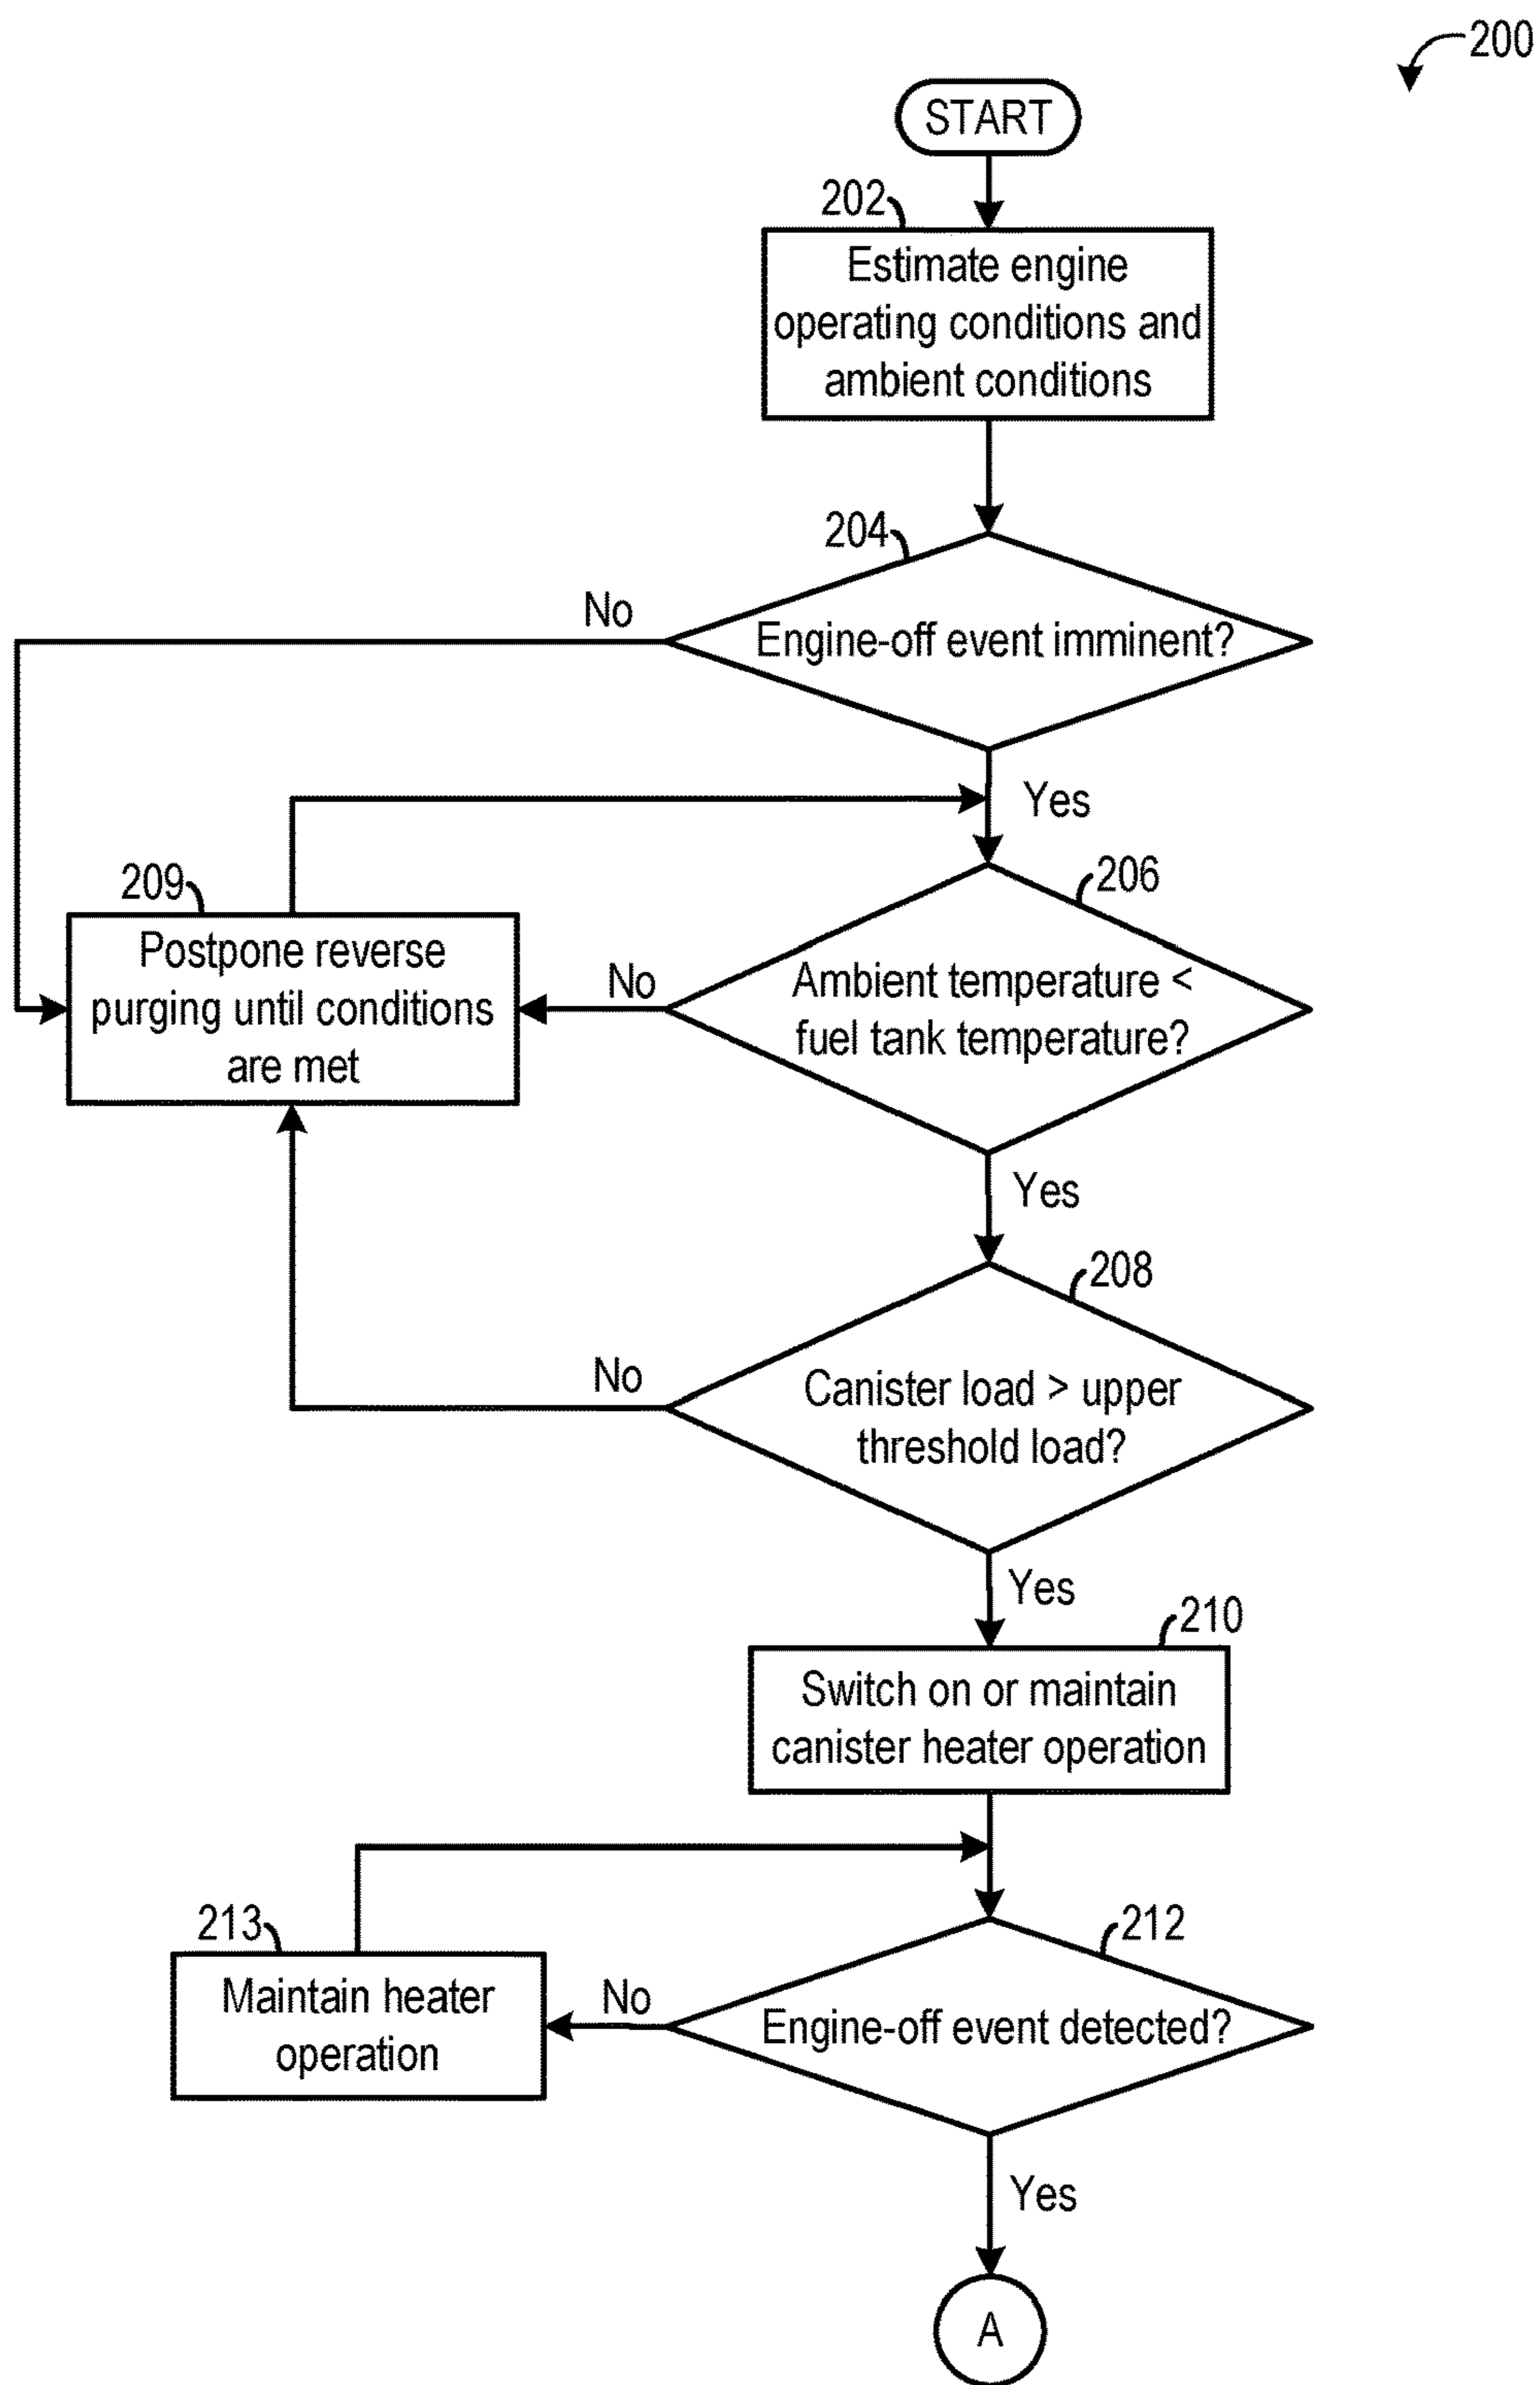 200
START
202
Estimate engine
operating conditions and
ambient conditions
204
No
Engine-off event imminent?
Yes
209
206
Postpone reverse
purging until conditions
are met
No
Ambient temperature <
fuel tank temperature?
Yes
208
No
Canister load > upper
threshold load?
Yes
210
Switch on or maintain
canister heater operation
213
212
Maintain heater
operation
No
Engine-off event detected?
Yes
A